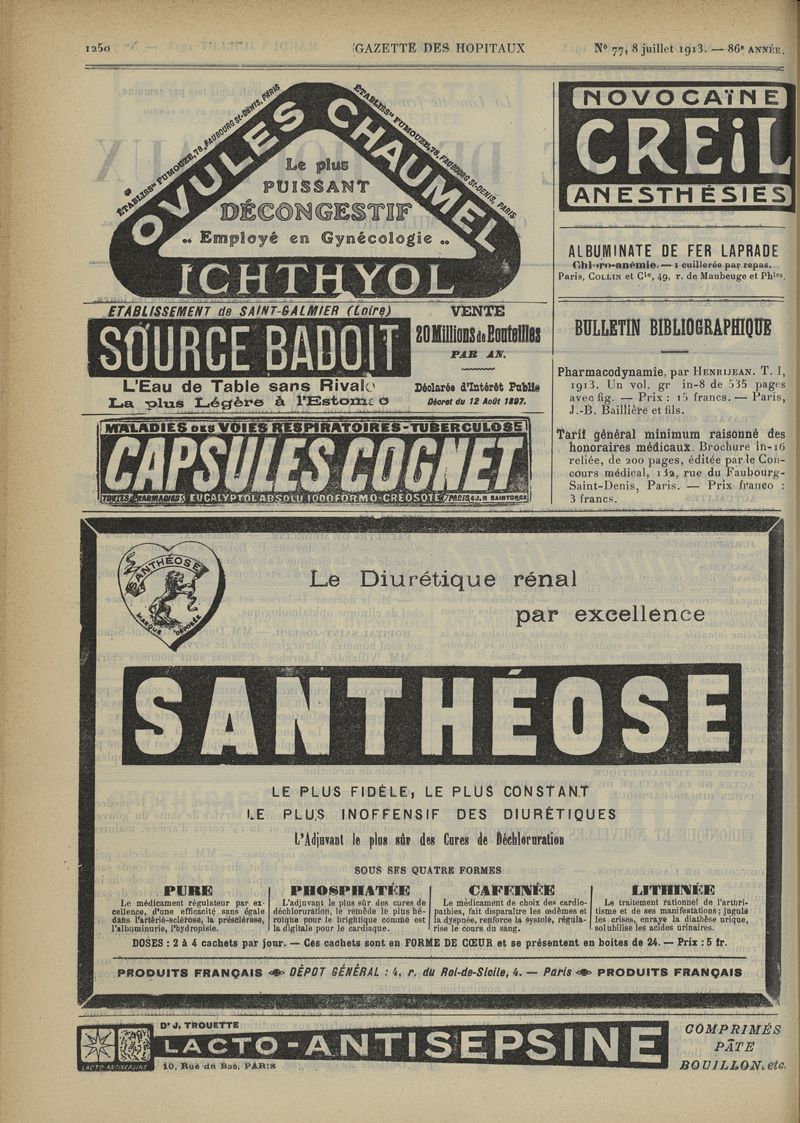 1250
GAZETTE DES HOPITAUX
Nº 77, 8 juillet 1913. — 86e ANNÉE.
ÉTABLISSts FUMOUZE, 78, FAUBOURG St-DENIS, PARIS
ÉTABLISSts FUMOUZE, 78, FAUBOURG St-DENIS, PARIS
OVULES CHAUMEL
Le plus
PUISSANT
DÉCONGESTIF
.. Employé en Gynécologie ..
ICHTHYOL
ETABLISSEMENT de SAINT-GALMIER (Loire)
SOURCE BADOIT
L'Eau de Table sans Rivale
La plus Légère à l'Estomac
VENTE
20 Millions de Bouteilles
PAR AN.
Déclarée d'Intérêt Public
Décret du 12 Août 1897.
MALADIES DES VOIES RESPIRATOIRES-TUBERCULOSE
CAPSULES COGNET
TOUTES PHARMACIES EUCALYPTOL ABSOLU IODOFORMO-CRÉOSOTÉ PARIS, 43, R. SAINTONGE
NOVOCAÏNE
CREiL
ANESTHÉSIES
ALBUMINATE DE FER LAPRADE
Chloro-anémie. — 1 cuillerée par repas.
Paris, COLLIN et Cie, 49, r. de Maubeuge et Phies.
BULLETIN BIBLIOGRAPHIQUE
Pharmacodynamie, par HENRIJEAN. T. I,
1913. Un vol. gr in-8 de 535 pages
avec fig. — Prix : 15 francs. — Paris,
J.-B. Baillière et fils.
Tarif général minimum raisonné des
honoraires médicaux. Brochure in-16
reliée, de 200 pages, éditée par le Con-
cours médical, 132, rue du Faubourg-
Saint-Denis, Paris. — Prix franco :
3 francs.
SANTHÉOSE
MARQUE DÉPOSÉE
Le Diurétique rénal
par excellence
SANTHÉOSE
LE PLUS FIDÈLE, LE PLUS CONSTANT
LE PLUS INOFFENSIF DES DIURÉTIQUES
L'Adjuvant le plus sûr des Cures de Déchloruration
SOUS SES QUATRE FORMES
PURE
Le médicament régulateur par ex-
cellence, d'une efficacité sans égale
dans l'artério-sclérose, la présclérose,
l'albuminurie, l'hydropisie.
PHOSPHATÉE
L'adjuvant le plus sûr des cures de
déchloruration, le remède le plus hé-
roïque pour le brightique comme est
la digitale pour le cardiaque.
CAFÉINÉE
Le médicament de choix des cardio-
pathies, fait disparaître les œdèmes et
la dyspnée, renforce la systole, régula-
rise le cours du sang.
LITHINÉE
Le traitement rationnel de l'arthri-
tisme et de ses manifestations; jugule
les crises, enraye la diathèse urique,
solubilise les acides urinaires.
DOSES : 2 à 4 cachets par jour. — Ces cachets sont en FORME DE CŒUR et se présentent en boites de 24. — Prix : 5 fr.
PRODUITS FRANÇAIS DÉPOT GÉNÉRAL : 4, r. du Roi-de-Sicile, 4. — Paris PRODUITS FRANÇAIS
LACTO-ANTISEPSINE
Dr J. TROUETTE
LACTO-ANTISEPSINE
10, Rue du Bac, PARIS
COMPRIMÉS
PÂTE
BOUILLON. etc.